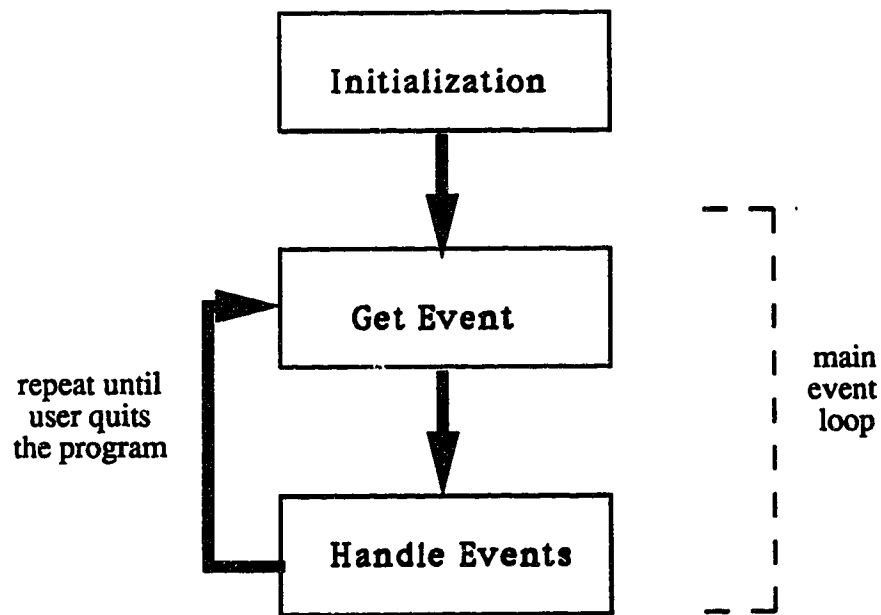 Initialization
Get Event
repeat until
user quits
the program
main
event
loop
Handle Events